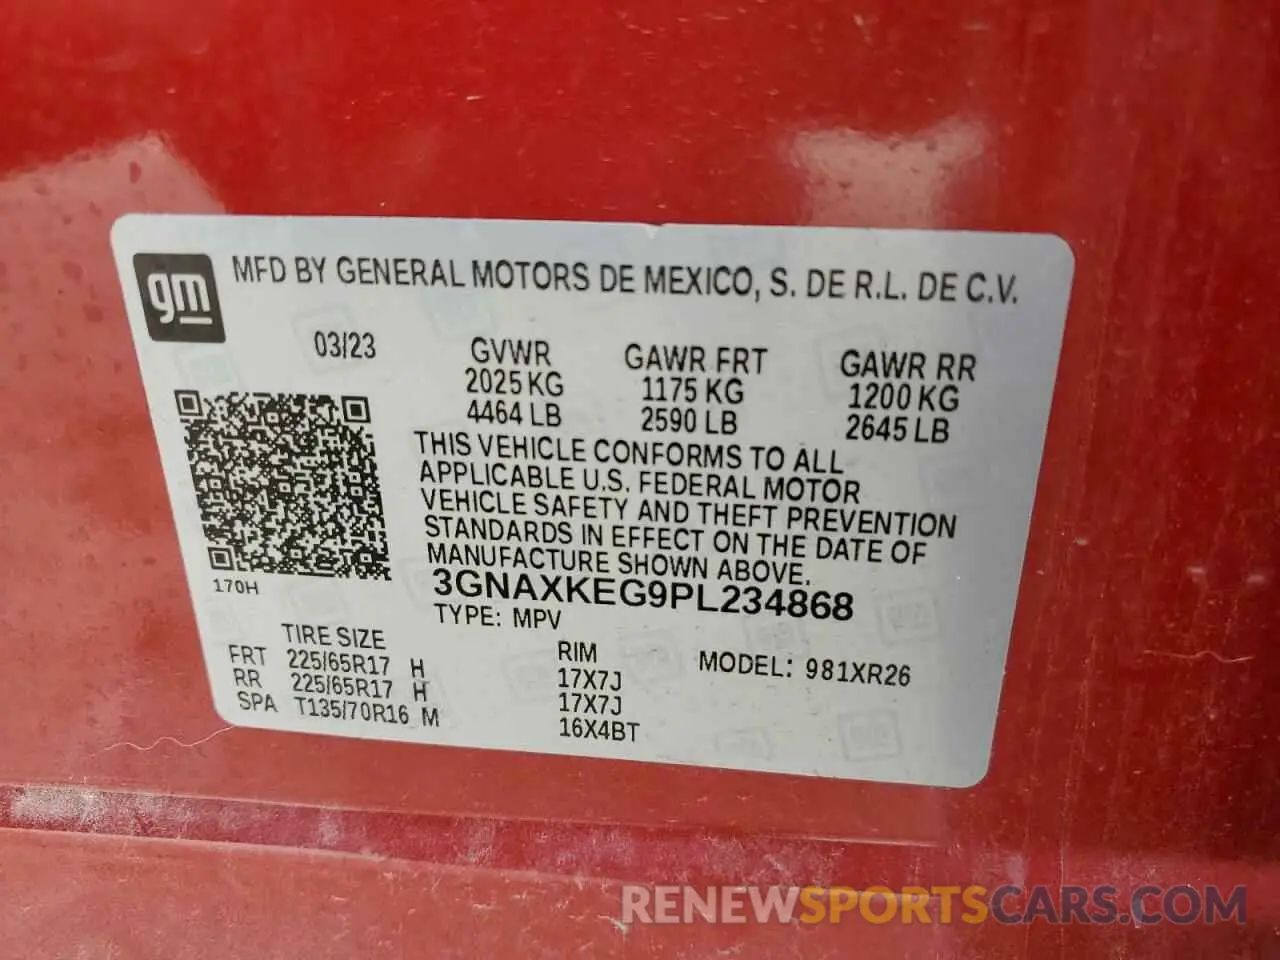 gm
MFD BY GENERAL MOTORS DE MEXICO, S. DE R.L. DE C.V.
03/23
GVWR GAWR FRT GAWR RR
2025 KG 1175 KG 1200 KG
4464 LB 2590 LB 2645 LB
THIS VEHICLE CONFORMS TO ALL
APPLICABLE U.S. FEDERAL MOTOR
VEHICLE SAFETY AND THEFT PREVENTION
STANDARDS IN EFFECT ON THE DATE OF
MANUFACTURE SHOWN ABOVE.
170H
3GNAXKEG9PL234868
TYPE: MPV
TIRE SIZE RIM MODEL: 981XR26
FRT 225/65R17 H 17X7J
RR 225/65R17 H 17X7J
SPA T135/70R16 M 16X4BT
RENEWSPORTSCARS.COM